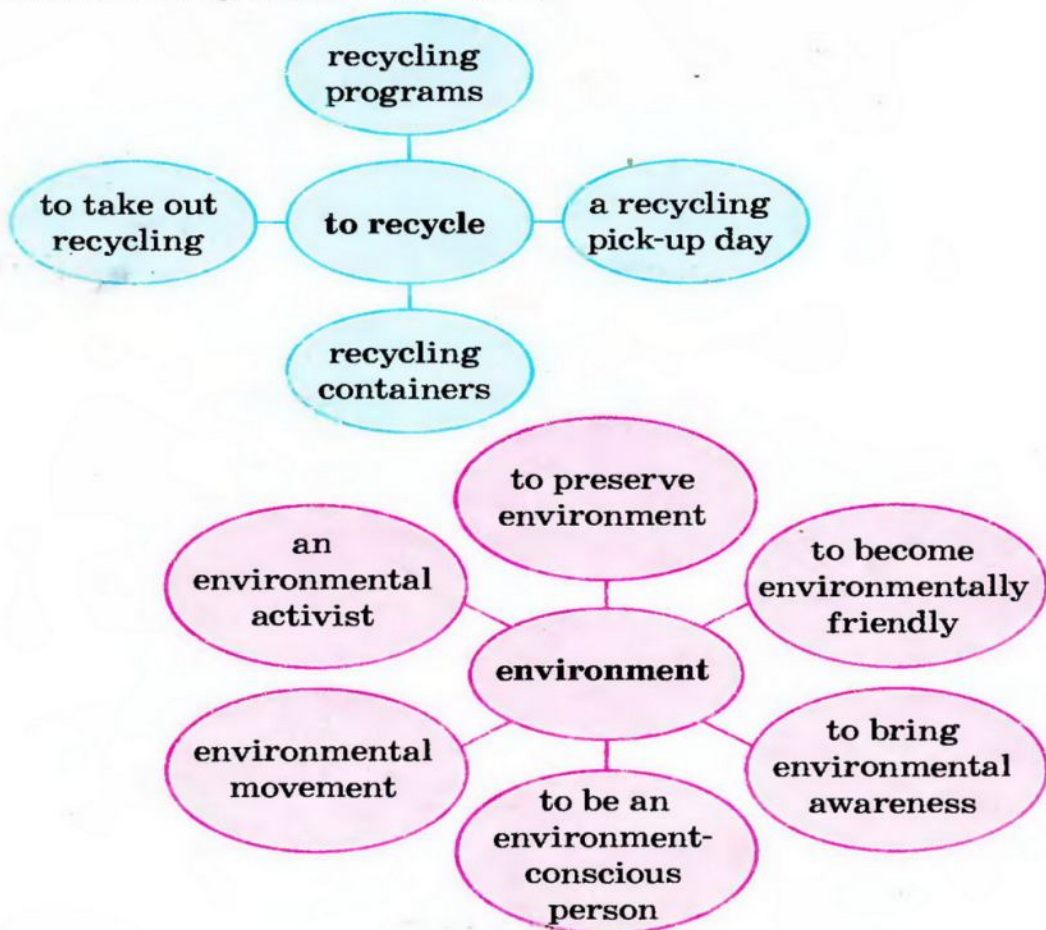 recycling
programs
to take out
recycling
to recycle
a recycling
pick-up day
recycling
containers
to preserve
environment
an
environmental
activist
to become
environmentally
friendly
environment
environmental
movement
to be an
environment-
conscious
person
to bring
environmental
awareness